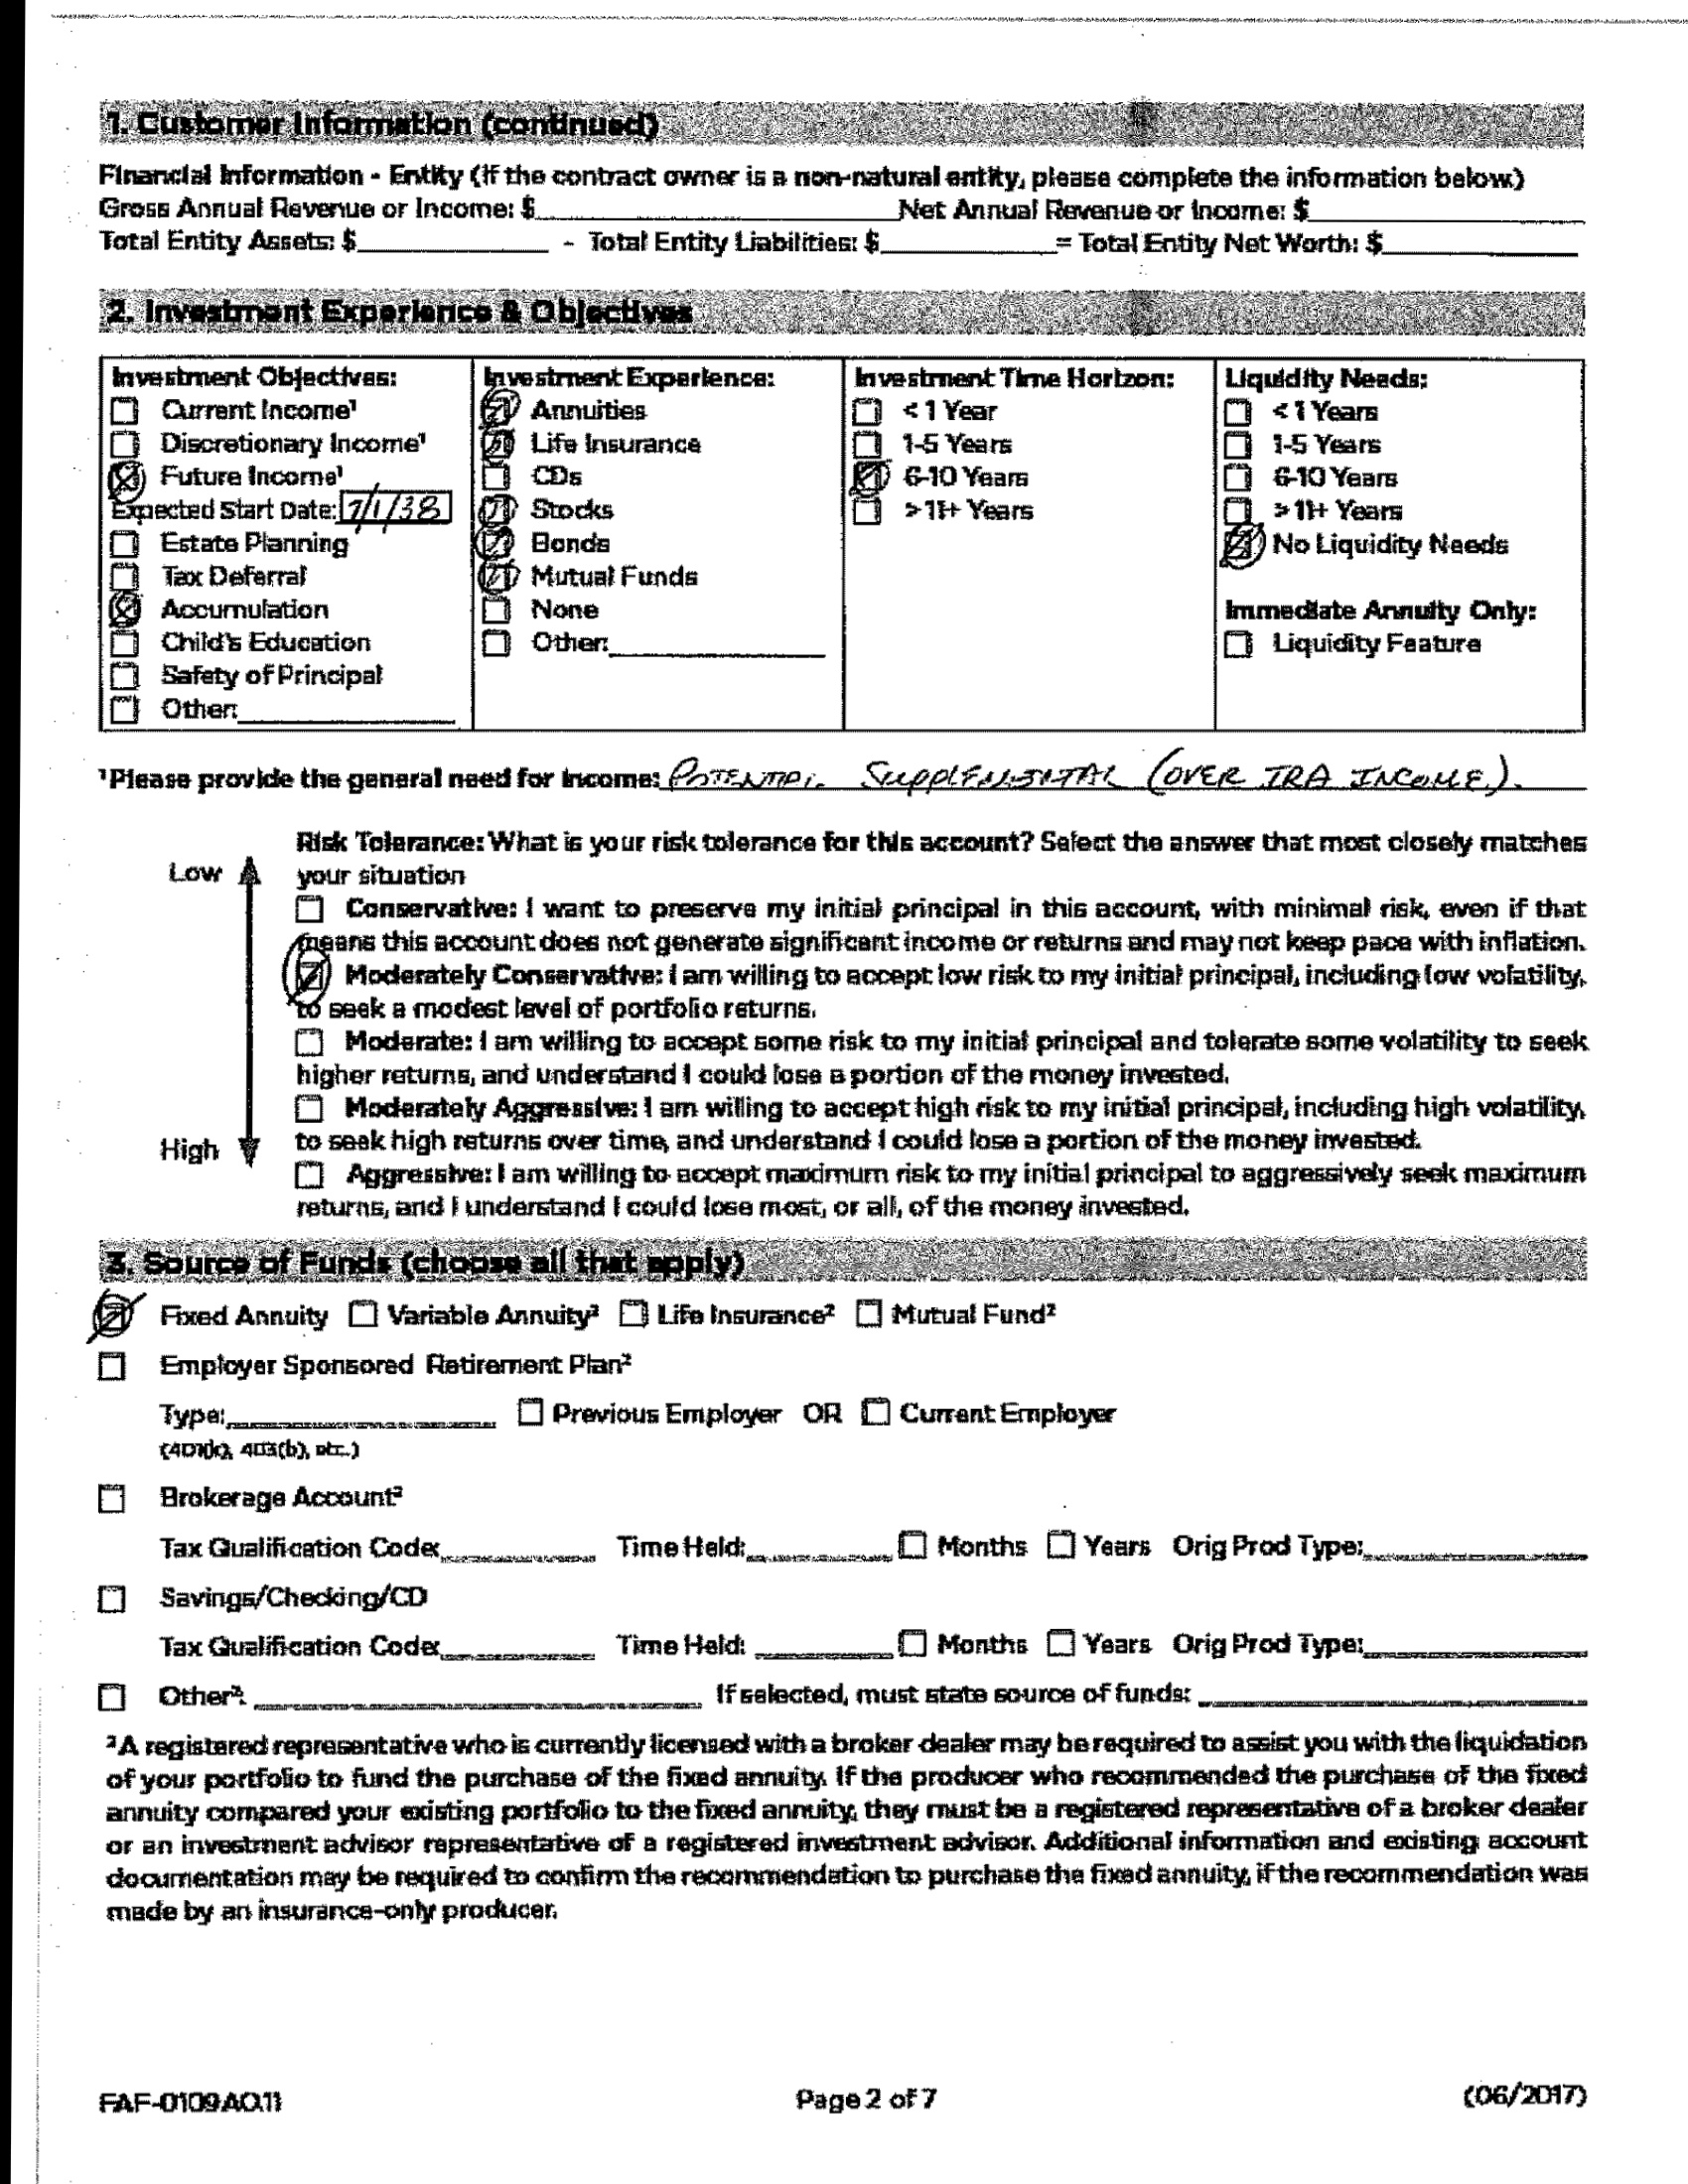 1. Customer Information (continued)
Financial Information - Entity (If the contract owner is a non-natural entity, please complete the information below.)
Gross Annual Revenue or Income: $ Net Annual Revenue or Income: $
Total Entity Assets: $ - Total Entity Liabilities: $ = Total Entity Net Worth: $
2. Investment Experience & Objectives
Investment Objectives:
☐ Current Income¹
☐ Discretionary Income¹
☒ Future Income¹
Expected Start Date: 7/1/38
☐ Estate Planning
☐ Tax Deferral
☒ Accumulation
☐ Child's Education
☐ Safety of Principal
☐ Other:
Investment Experience:
☒ Annuities
☒ Life Insurance
☐ CDs
☒ Stocks
☒ Bonds
☒ Mutual Funds
☐ None
☐ Other:
Investment Time Horizon:
☐ < 1 Year
☐ 1-5 Years
☒ 6-10 Years
☐ > 11+ Years
Liquidity Needs:
☐ < 1 Years
☐ 1-5 Years
☐ 6-10 Years
☐ > 11+ Years
☒ No Liquidity Needs
Immediate Annuity Only:
☐ Liquidity Feature
¹Please provide the general need for income: POTENTIAL SUPPLEMENTAL (OVER IRA INCOME).
Risk Tolerance: What is your risk tolerance for this account? Select the answer that most closely matches
your situation
Low
☐ Conservative: I want to preserve my initial principal in this account, with minimal risk, even if that
means this account does not generate significant income or returns and may not keep pace with inflation.
☒ Moderately Conservative: I am willing to accept low risk to my initial principal, including low volatility,
to seek a modest level of portfolio returns.
☐ Moderate: I am willing to accept some risk to my initial principal and tolerate some volatility to seek
higher returns, and understand I could lose a portion of the money invested.
☐ Moderately Aggressive: I am willing to accept high risk to my initial principal, including high volatility,
to seek high returns over time, and understand I could lose a portion of the money invested.
High
☐ Aggressive: I am willing to accept maximum risk to my initial principal to aggressively seek maximum
returns, and I understand I could lose most, or all, of the money invested.
3. Source of Funds (choose all that apply)
☒ Fixed Annuity ☐ Variable Annuity² ☐ Life Insurance² ☐ Mutual Fund²
☐ Employer Sponsored Retirement Plan²
Type: ☐ Previous Employer OR ☐ Current Employer
(401(k), 403(b), etc.)
☐ Brokerage Account²
Tax Qualification Code: Time Held: ☐ Months ☐ Years Orig Prod Type:
☐ Savings/Checking/CD
Tax Qualification Code: Time Held: ☐ Months ☐ Years Orig Prod Type:
☐ Other²: If selected, must state source of funds:
²A registered representative who is currently licensed with a broker dealer may be required to assist you with the liquidation
of your portfolio to fund the purchase of the fixed annuity. If the producer who recommended the purchase of the fixed
annuity compared your existing portfolio to the fixed annuity, they must be a registered representative of a broker dealer
or an investment advisor representative of a registered investment advisor. Additional information and existing account
documentation may be required to confirm the recommendation to purchase the fixed annuity, if the recommendation was
made by an insurance-only producer.
FAF-0109AO.11 Page 2 of 7 (06/2017)